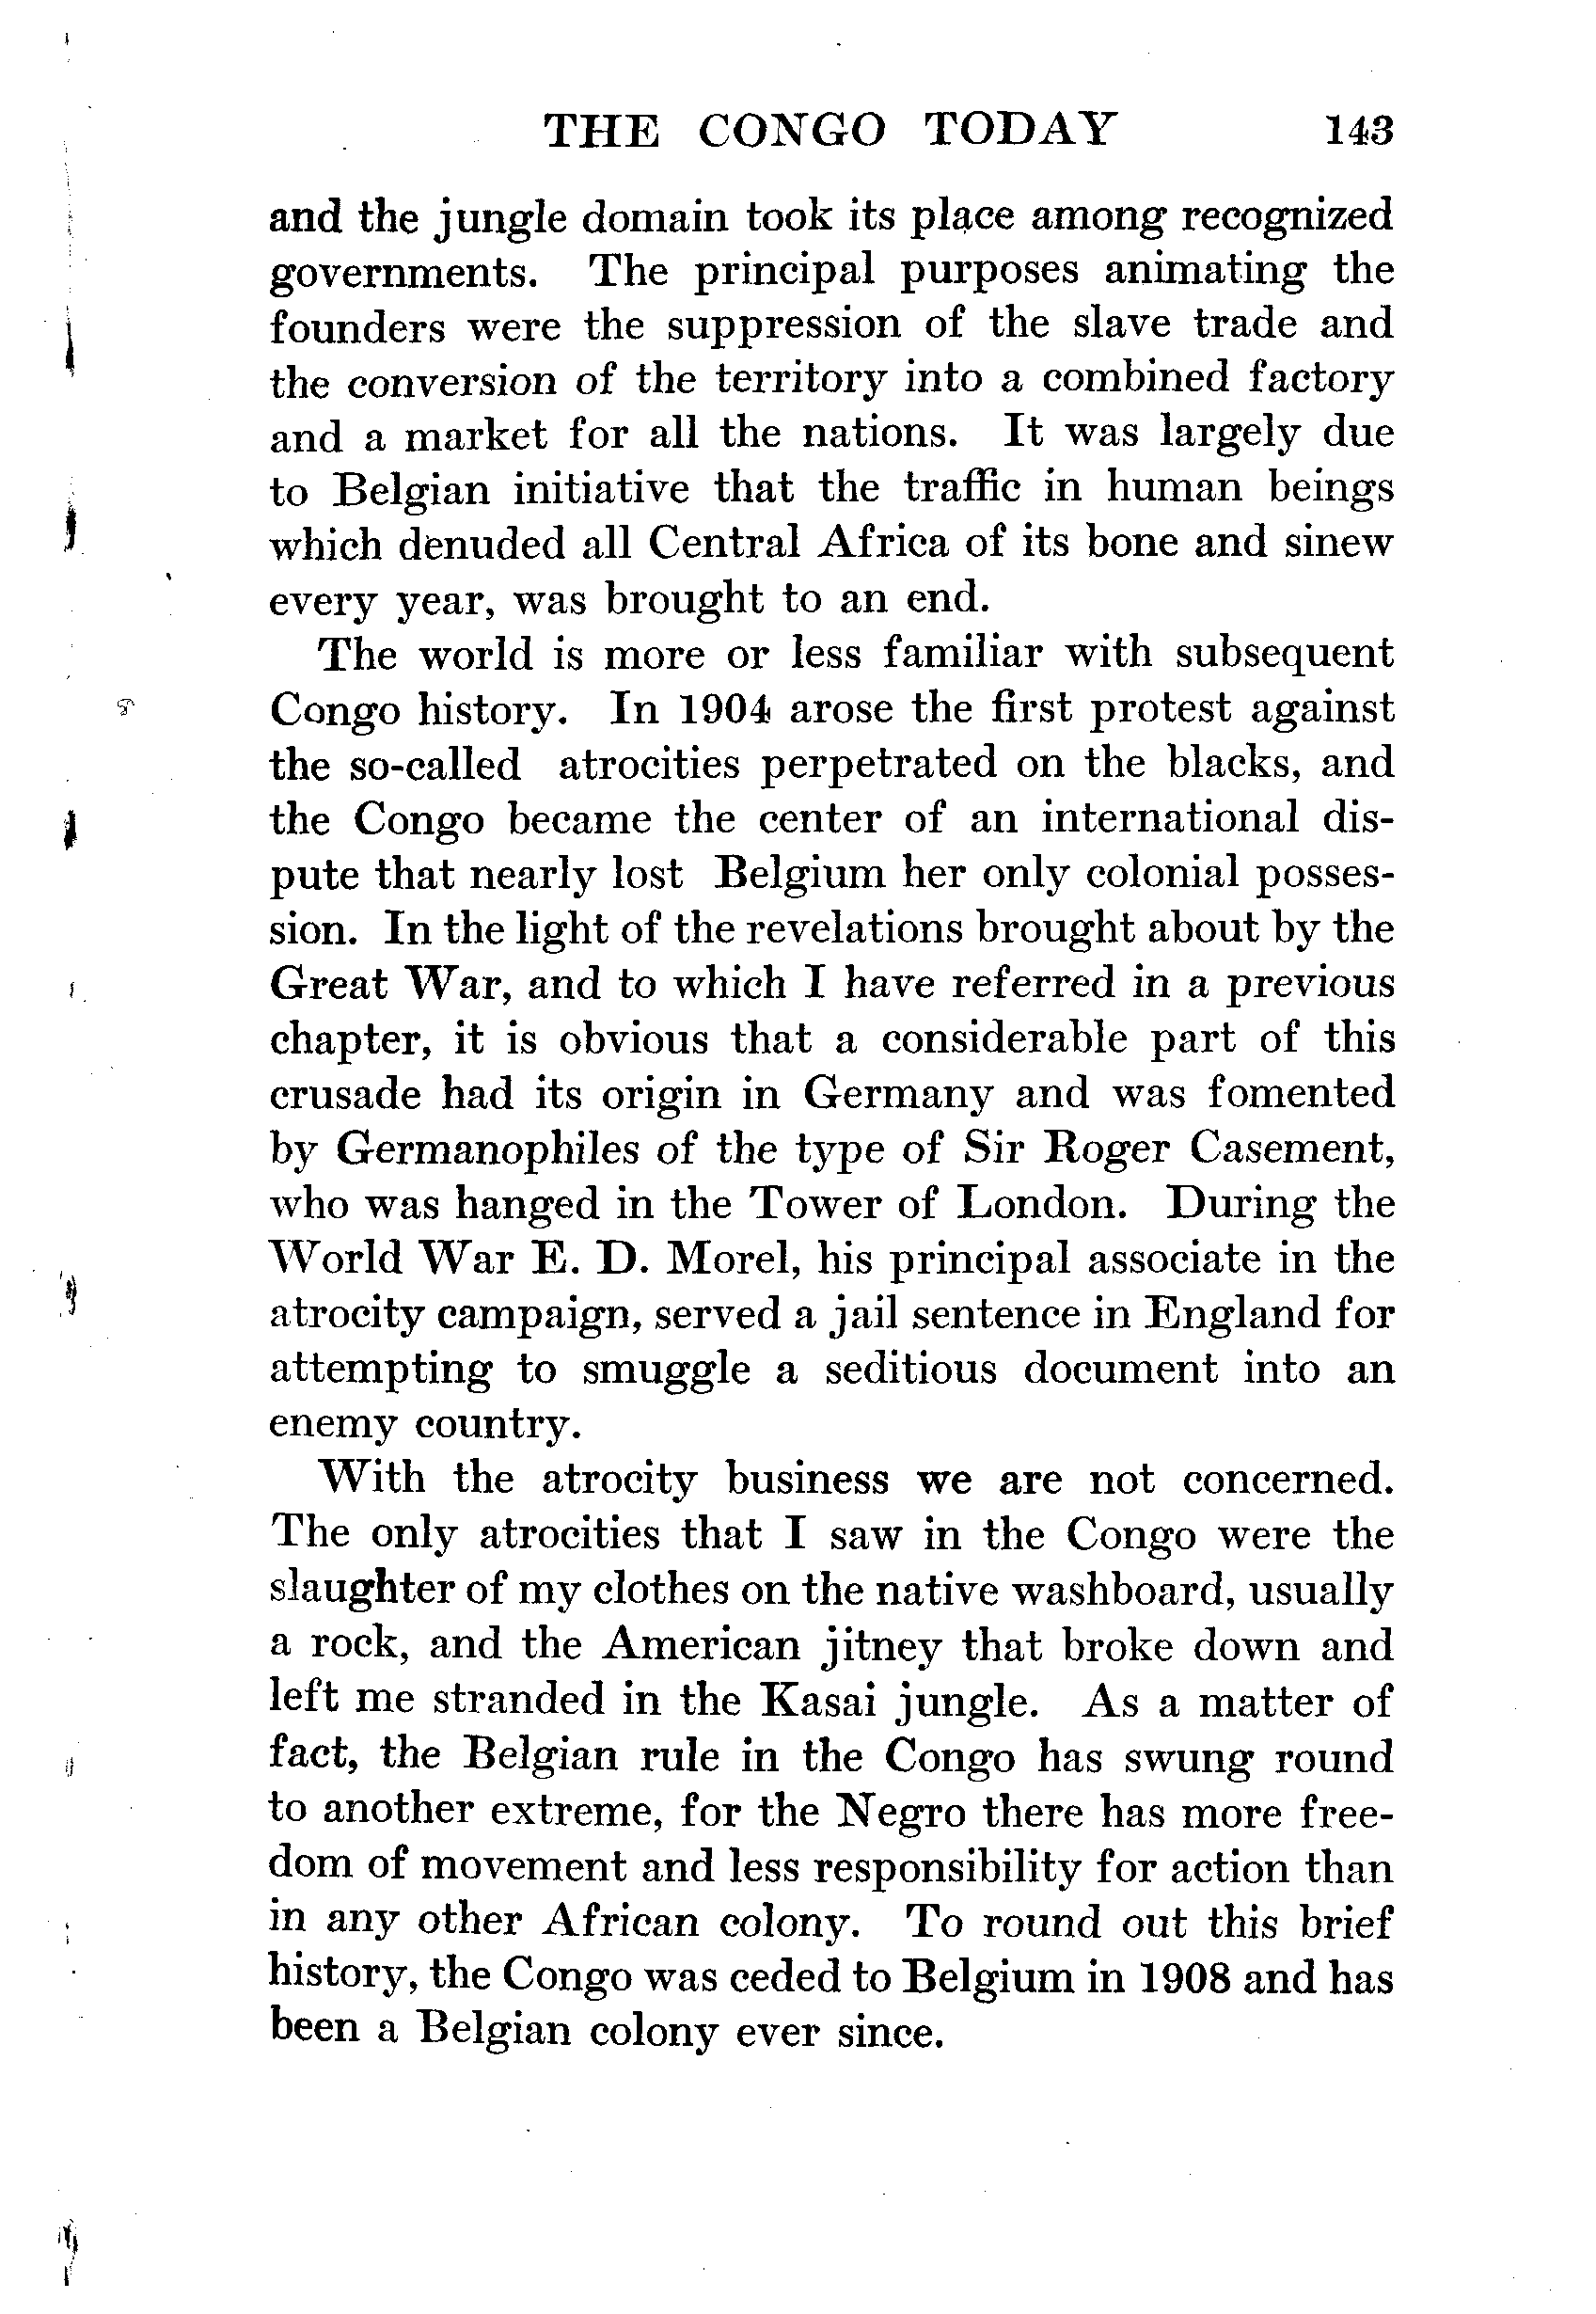 THE CONGO TODAY 143
and the jungle domain took its place among recognized
governments. The principal purposes animating the
founders were the suppression of the slave trade and
the conversion of the territory into a combined factory
and a market for all the nations. It was largely due
to Belgian initiative that the traffic in human beings
which denuded all Central Africa of its bone and sinew
every year, was brought to an end.
The world is more or less familiar with subsequent
Congo history. In 1904 arose the first protest against
the so-called atrocities perpetrated on the blacks, and
the Congo became the center of an international dis-
pute that nearly lost Belgium her only colonial posses-
sion. In the light of the revelations brought about by the
Great War, and to which I have referred in a previous
chapter, it is obvious that a considerable part of this
crusade had its origin in Germany and was fomented
by Germanophiles of the type of Sir Roger Casement,
who was hanged in the Tower of London. During the
World War E. D. Morel, his principal associate in the
atrocity campaign, served a jail sentence in England for
attempting to smuggle a seditious document into an
enemy country.
With the atrocity business we are not concerned.
The only atrocities that I saw in the Congo were the
slaughter of my clothes on the native washboard, usually
a rock, and the American jitney that broke down and
left me stranded in the Kasai jungle. As a matter of
fact, the Belgian rule in the Congo has swung round
to another extreme, for the Negro there has more free-
dom of movement and less responsibility for action than
in any other African colony. To round out this brief
history, the Congo was ceded to Belgium in 1908 and has
been a Belgian colony ever since.